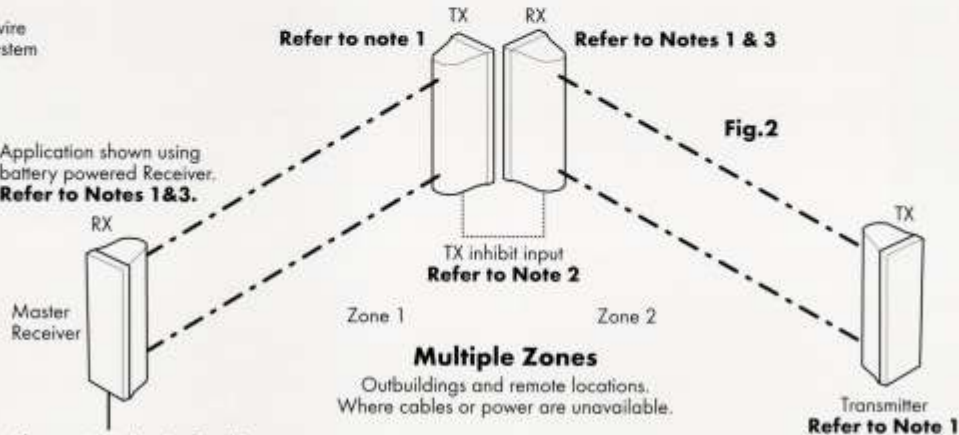 TX RX
Refer to note 1
Refer to Notes 1 & 3
Fig.2
Application shown using
battery powered Receiver.
Refer to Notes 1&3.
RX
TX
TX inhibit input
Refer to Note 2
Master
Receiver
Zone 1
Zone 2
Multiple Zones
Outbuildings and remote locations.
Where cables or power are unavailable.
Transmitter
Refer to Note 1